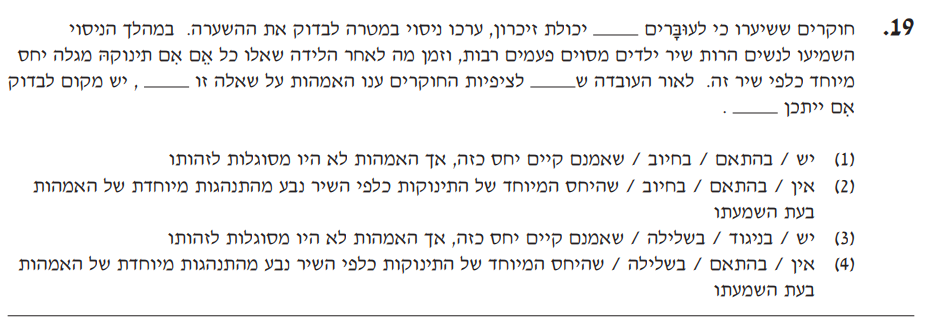 19. חוקרים ששיערו כי לעוּבָּרים _____ יכולת זיכרון, ערכו ניסוי במטרה לבדוק את ההשערה. במהלך הניסוי
השמיעו לנשים הרות שיר ילדים מסוים פעמים רבות, וזמן מה לאחר הלידה שאלו כל אֵם אִם תינוקהּ מגלה יחס
מיוחד כלפי שיר זה. לאור העובדה ש_____ לציפיות החוקרים ענו האמהות על שאלה זו _____ , יש מקום לבדוק
אִם ייתכן _____ .
(1) יש / בהתאם / בחיוב / שאמנם קיים יחס כזה, אך האמהות לא היו מסוגלות לזהותו
(2) אין / בהתאם / בחיוב / שהיחס המיוחד של התינוקות כלפי השיר נבע מהתנהגות מיוחדת של האמהות
בעת השמעתו
(3) יש / בניגוד / בשלילה / שאמנם קיים יחס כזה, אך האמהות לא היו מסוגלות לזהותו
(4) אין / בהתאם / בשלילה / שהיחס המיוחד של התינוקות כלפי השיר נבע מהתנהגות מיוחדת של האמהות
בעת השמעתו